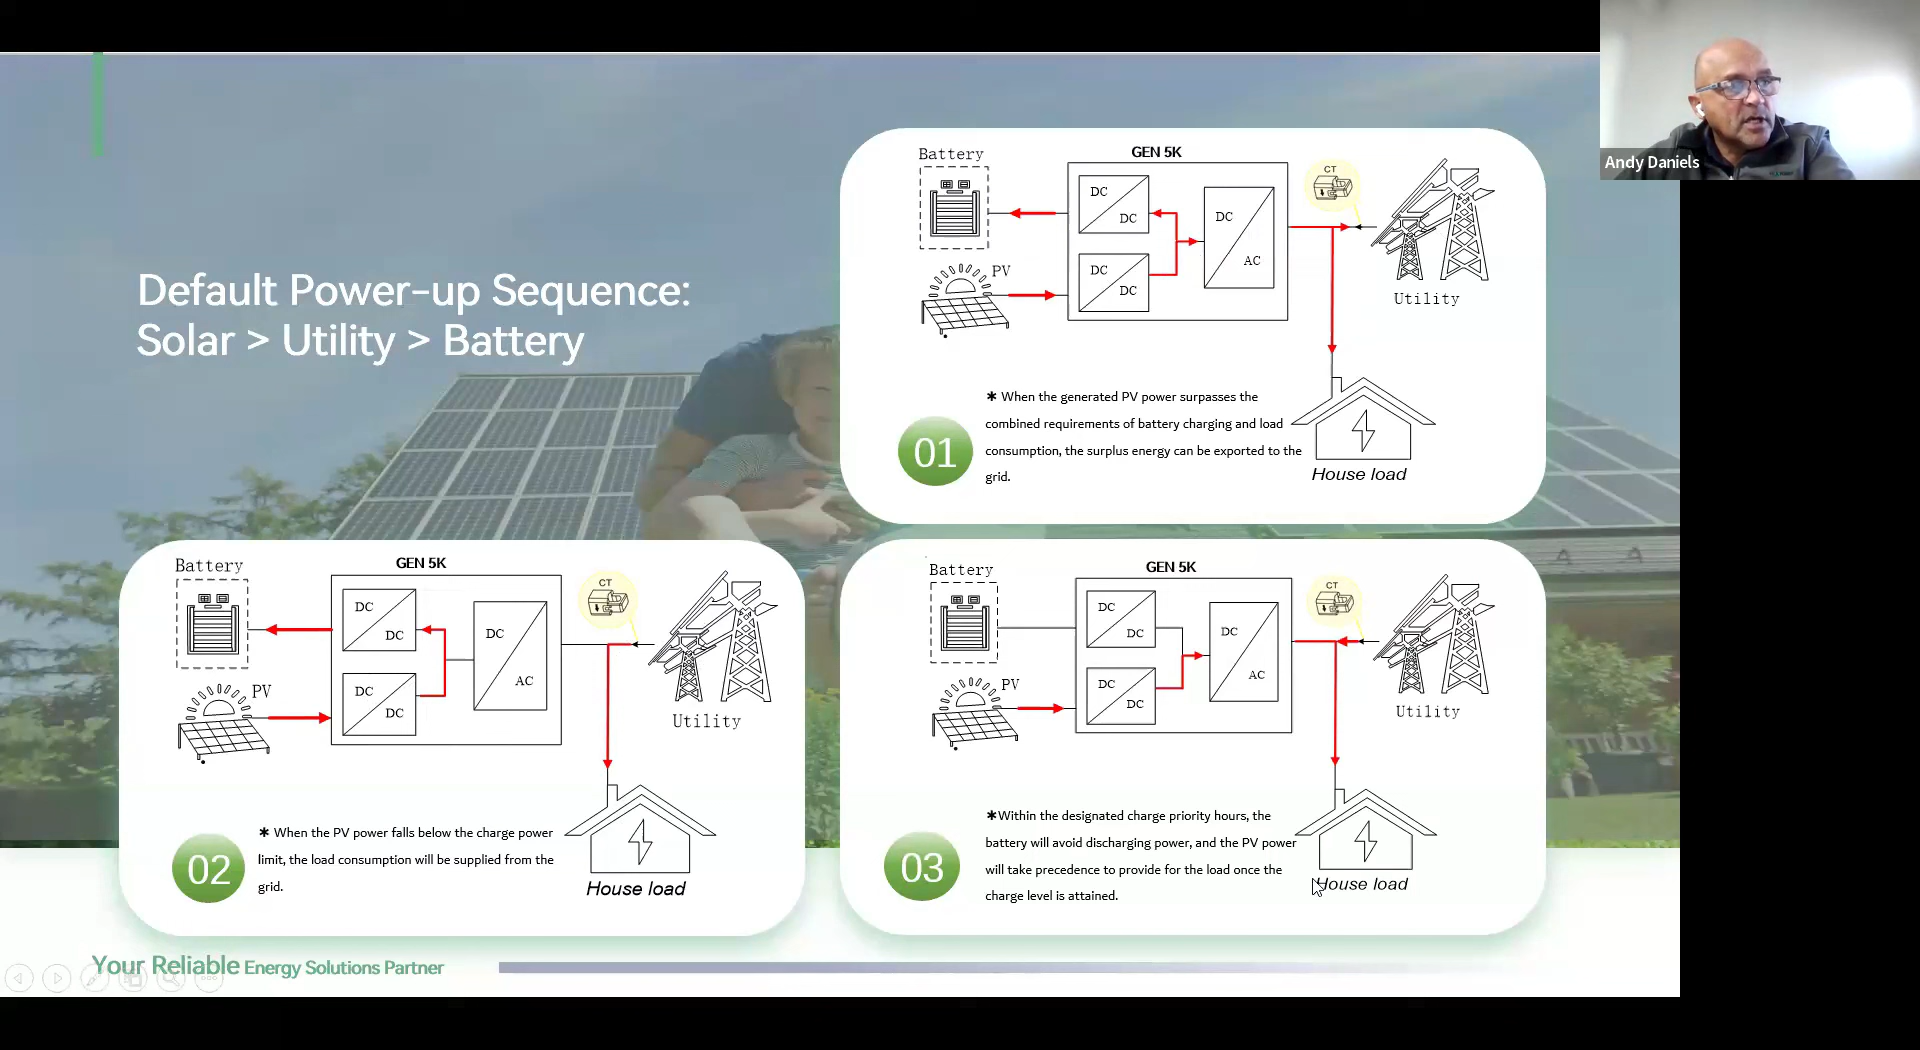 Andy Daniels
Default Power-up Sequence:
Solar > Utility > Battery
Battery
GEN 5K
CT
DC
DC
DC
AC
PV
DC
DC
Utility
✱ When the generated PV power surpasses the
combined requirements of battery charging and load
consumption, the surplus energy can be exported to the
grid.
01
House load
Battery
GEN 5K
CT
DC
DC
DC
AC
PV
DC
DC
Utility
✱ When the PV power falls below the charge power
limit, the load consumption will be supplied from the
grid.
02
House load
Battery
GEN 5K
CT
DC
DC
DC
AC
PV
DC
DC
Utility
✱Within the designated charge priority hours, the
battery will avoid discharging power, and the PV power
will take precedence to provide for the load once the
charge level is attained.
03
House load
Your Reliable Energy Solutions Partner